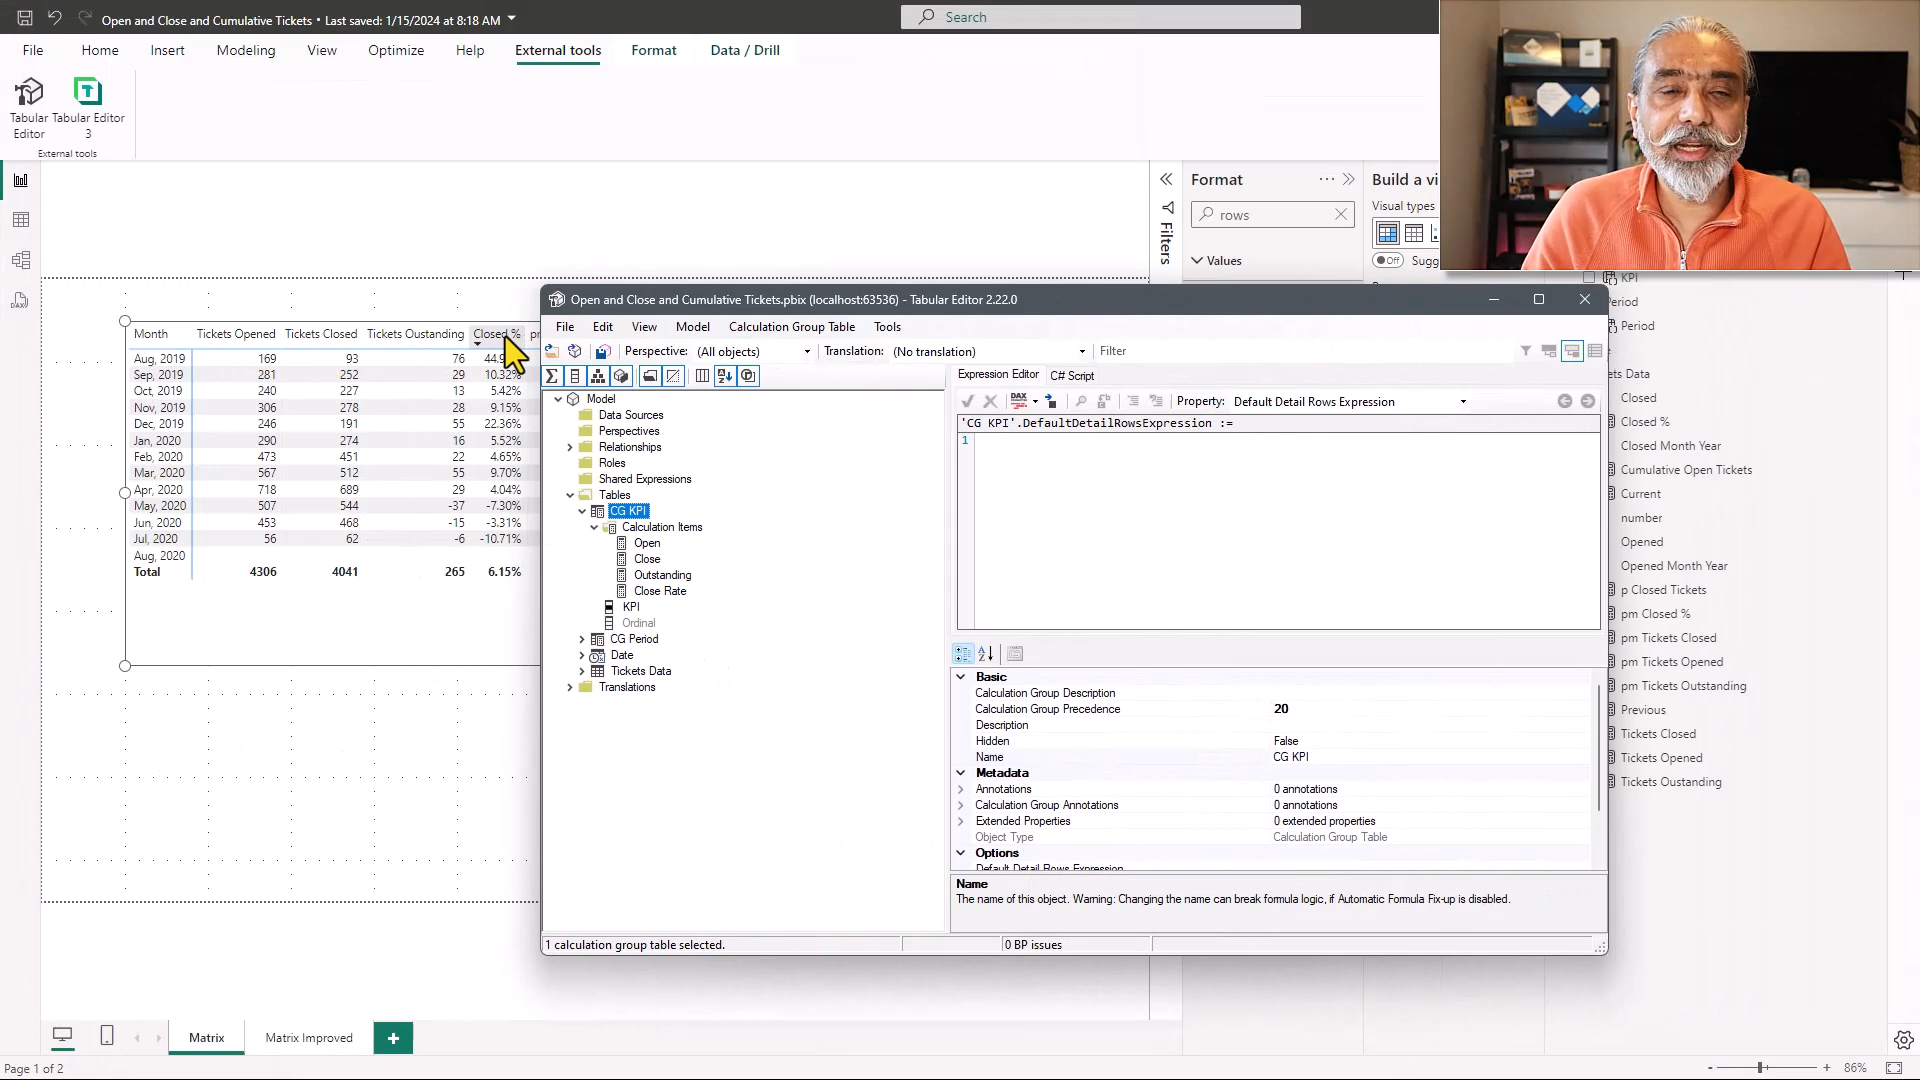 Open and Close and Cumulative Tickets • Last saved: 1/15/2024 at 8:18 AM
Search
File Home Insert Modeling View Optimize Help External tools Format Data / Drill
Tabular Editor
Tabular Editor 3
External tools
Format
Build a vi
rows
Visual types
Filters
Values
Off Sugg
Month Tickets Opened Tickets Closed Tickets Oustanding Closed %
Aug, 2019 169 93 76
Sep, 2019 281 252 29 10.32%
Oct, 2019 240 227 13 5.42%
Nov, 2019 306 278 28 9.15%
Dec, 2019 246 191 55 22.36%
Jan, 2020 290 274 16 5.52%
Feb, 2020 473 451 22 4.65%
Mar, 2020 567 512 55 9.70%
Apr, 2020 718 689 29 4.04%
May, 2020 507 544 -37 -7.30%
Jun, 2020 453 468 -15 -3.31%
Jul, 2020 56 62 -6 -10.71%
Aug, 2020
Total 4306 4041 265 6.15%
Open and Close and Cumulative Tickets.pbix (localhost:63536) - Tabular Editor 2.22.0
File Edit View Model Calculation Group Table Tools
Perspective: (All objects) Translation: (No translation) Filter
Model
Data Sources
Perspectives
Relationships
Roles
Shared Expressions
Tables
CG KPI
Calculation Items
Open
Close
Outstanding
Close Rate
KPI
Ordinal
CG Period
Date
Tickets Data
Translations
Expression Editor C# Script
DAX Property: Default Detail Rows Expression
'CG KPI'.DefaultDetailRowsExpression :=
1
Basic
Calculation Group Description
Calculation Group Precedence 20
Description
Hidden False
Name CG KPI
Metadata
Annotations 0 annotations
Calculation Group Annotations 0 annotations
Extended Properties 0 extended properties
Object Type Calculation Group Table
Options
Default Detail Rows Expression
Name
The name of this object. Warning: Changing the name can break formula logic, if Automatic Formula Fix-up is disabled.
1 calculation group table selected. 0 BP issues
KPI
Period
Period
ets Data
Closed
Closed %
Closed Month Year
Cumulative Open Tickets
Current
number
Opened
Opened Month Year
p Closed Tickets
pm Closed %
pm Tickets Closed
pm Tickets Opened
pm Tickets Outstanding
Previous
Tickets Closed
Tickets Opened
Tickets Oustanding
Matrix Matrix Improved +
Page 1 of 2
- + 86%